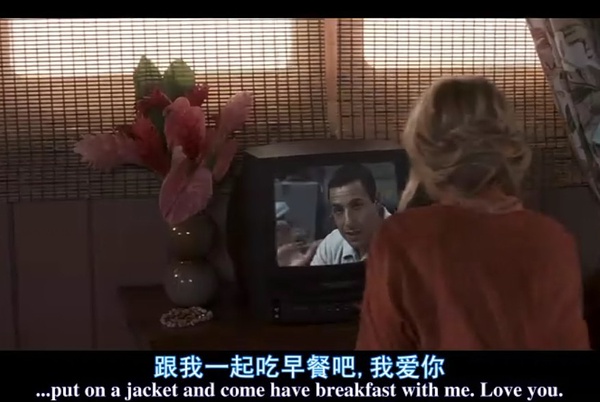 跟我一起吃早餐吧,我爱你
...put on a jacket and come have breakfast with me. Love you.